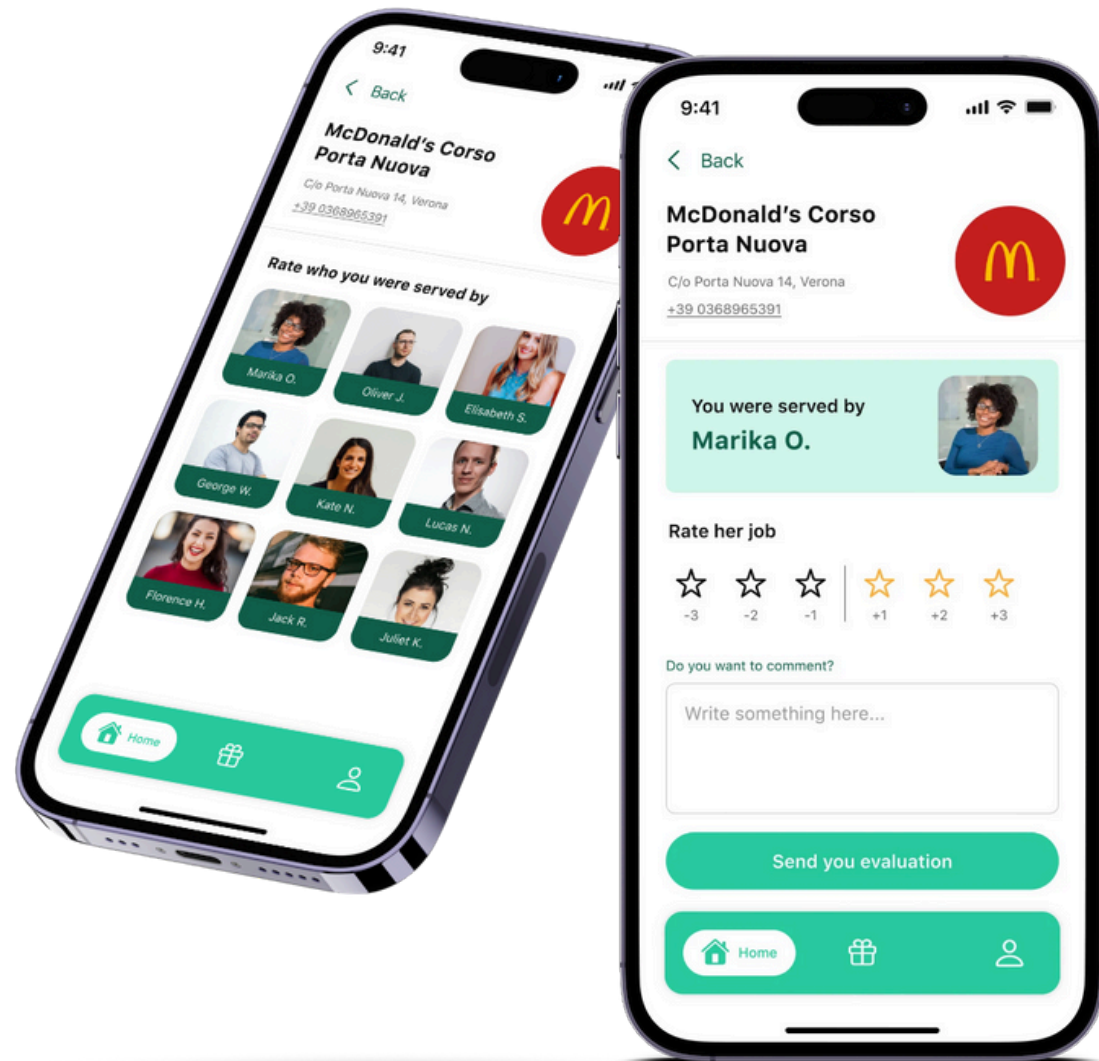 9:41
Back
McDonald's Corso
Porta Nuova
C/o Porta Nuova 14, Verona
+39 0368965391
Rate who you were served by
Marika O.
Oliver J.
Elisabeth S.
George W.
Kate N.
Lucas N.
Florence H.
Jack R.
Juliet K.
Home
9:41
Back
McDonald's Corso
Porta Nuova
C/o Porta Nuova 14, Verona
+39 0368965391
You were served by
Marika O.
Rate her job
-3 -2 -1 +1 +2 +3
Do you want to comment?
Write something here...
Send you evaluation
Home